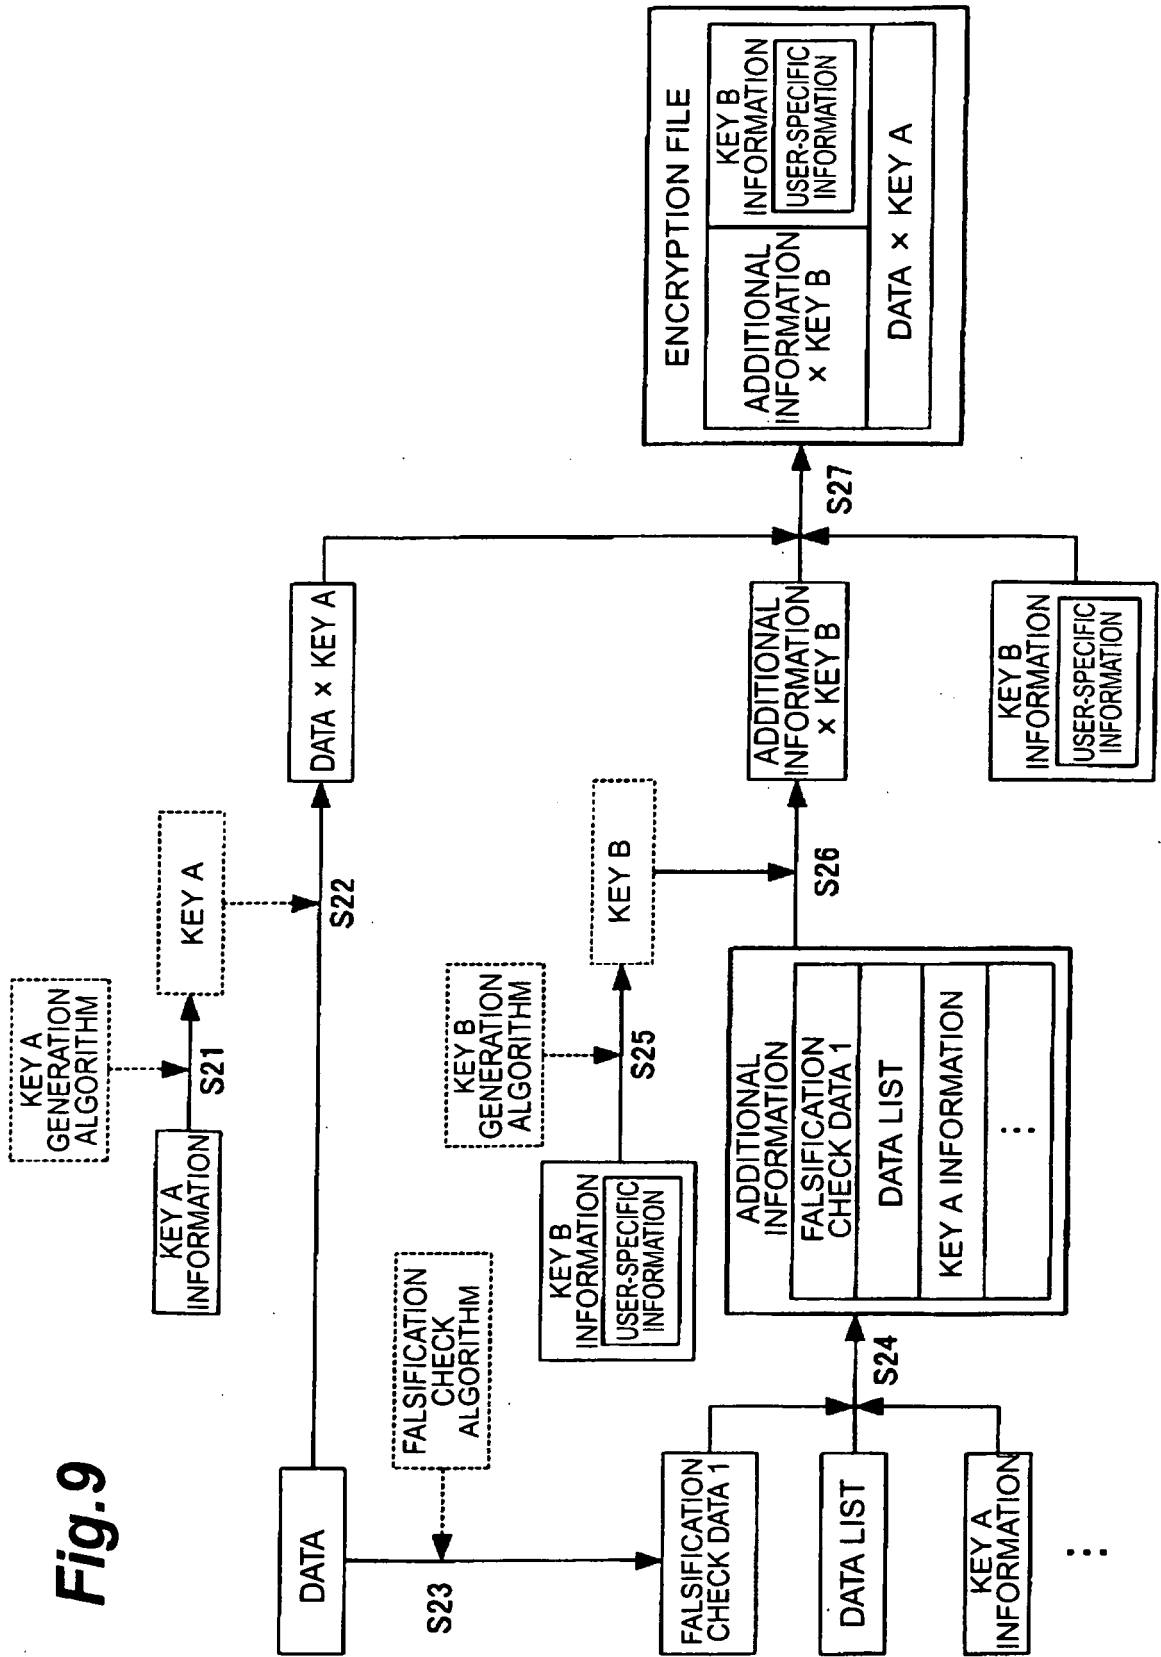 Fig.9
KEY A
GENERATION
ALGORITHM
KEY A
INFORMATION
S21
KEY A
DATA
S22
DATA × KEY A
S23
FALSIFICATION
CHECK
ALGORITHM
KEY B
GENERATION
ALGORITHM
KEY B
INFORMATION
USER-SPECIFIC
INFORMATION
S25
KEY B
FALSIFICATION
CHECK DATA 1
DATA LIST
KEY A
INFORMATION
⋮
S24
ADDITIONAL
INFORMATION
FALSIFICATION
CHECK DATA 1
DATA LIST
KEY A INFORMATION
⋮
S26
ADDITIONAL
INFORMATION
× KEY B
KEY B
INFORMATION
USER-SPECIFIC
INFORMATION
S27
ENCRYPTION FILE
ADDITIONAL
INFORMATION
× KEY B
KEY B
INFORMATION
USER-SPECIFIC
INFORMATION
DATA × KEY A